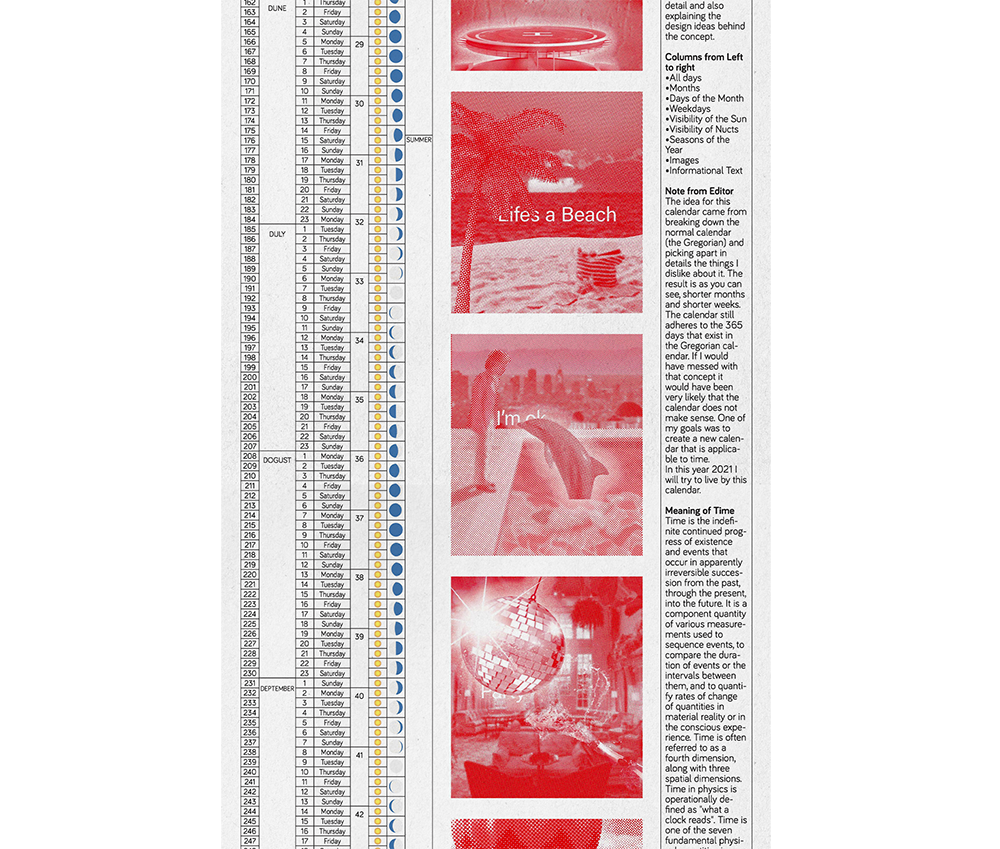 162 1 Thursday
DUNE
163 2 Friday
164 3 Saturday
165 4 Sunday
166 5 Monday 29
167 6 Tuesday
168 7 Thursday
169 8 Friday
170 9 Saturday
171 10 Sunday
172 11 Monday 30
173 12 Tuesday
174 13 Thursday
175 14 Friday
176 15 Saturday SUMMER
177 16 Sunday
178 17 Monday 31
179 18 Tuesday
180 19 Thursday
181 20 Friday
182 21 Saturday
183 22 Sunday
184 23 Monday 32
185 1 Tuesday
DULY
186 2 Thursday
187 3 Friday
188 4 Saturday
189 5 Sunday
190 6 Monday 33
191 7 Tuesday
192 8 Thursday
193 9 Friday
194 10 Saturday
195 11 Sunday
196 12 Monday 34
197 13 Tuesday
198 14 Thursday
199 15 Friday
200 16 Saturday
201 17 Sunday
202 18 Monday 35
203 19 Tuesday
204 20 Thursday
205 21 Friday
206 22 Saturday
207 23 Sunday
208 1 Monday 36
DOGUST
209 2 Tuesday
210 3 Thursday
211 4 Friday
212 5 Saturday
213 6 Sunday
214 7 Monday 37
215 8 Tuesday
216 9 Thursday
217 10 Friday
218 11 Saturday
219 12 Sunday
220 13 Monday 38
221 14 Tuesday
222 15 Thursday
223 16 Friday
224 17 Saturday
225 18 Sunday
226 19 Monday 39
227 20 Tuesday
228 21 Thursday
229 22 Friday
230 23 Saturday
231 1 Sunday
DEPTEMBER
232 2 Monday 40
233 3 Tuesday
234 4 Thursday
235 5 Friday
236 6 Saturday
237 7 Sunday
238 8 Monday 41
239 9 Tuesday
240 10 Thursday
241 11 Friday
242 12 Saturday
243 13 Sunday
244 14 Monday 42
245 15 Tuesday
246 16 Thursday
247 17 Friday
Lifes a Beach
I'm ok
detail and also
explaining the
design ideas behind
the concept.
Columns from Left
to right
•All days
•Months
•Days of the Month
•Weekdays
•Visibility of the Sun
•Visibility of Nucts
•Seasons of the
Year
•Images
•Informational Text
Note from Editor
The idea for this
calendar came from
breaking down the
normal calendar
(the Gregorian) and
picking apart in
details the things I
dislike about it. The
result is as you can
see, shorter months
and shorter weeks.
The calendar still
adheres to the 365
days that exist in
the Gregorian cal-
endar. If I would
have messed with
that concept it
would have been
very likely that the
calendar does not
make sense. One of
my goals was to
create a new calen-
dar that is applica-
ble to time.
In this year 2021 I
will try to live by this
calendar.
Meaning of Time
Time is the indefi-
nite continued prog-
ress of existence
and events that
occur in apparently
irreversible succes-
sion from the past,
through the present,
into the future. It is a
component quantity
of various measure-
ments used to
sequence events, to
compare the dura-
tion of events or the
intervals between
them, and to quanti-
fy rates of change
of quantities in
material reality or in
the conscious expe-
rience. Time is often
referred to as a
fourth dimension,
along with three
spatial dimensions.
Time in physics is
operationally de-
fined as "what a
clock reads". Time is
one of the seven
fundamental physi-